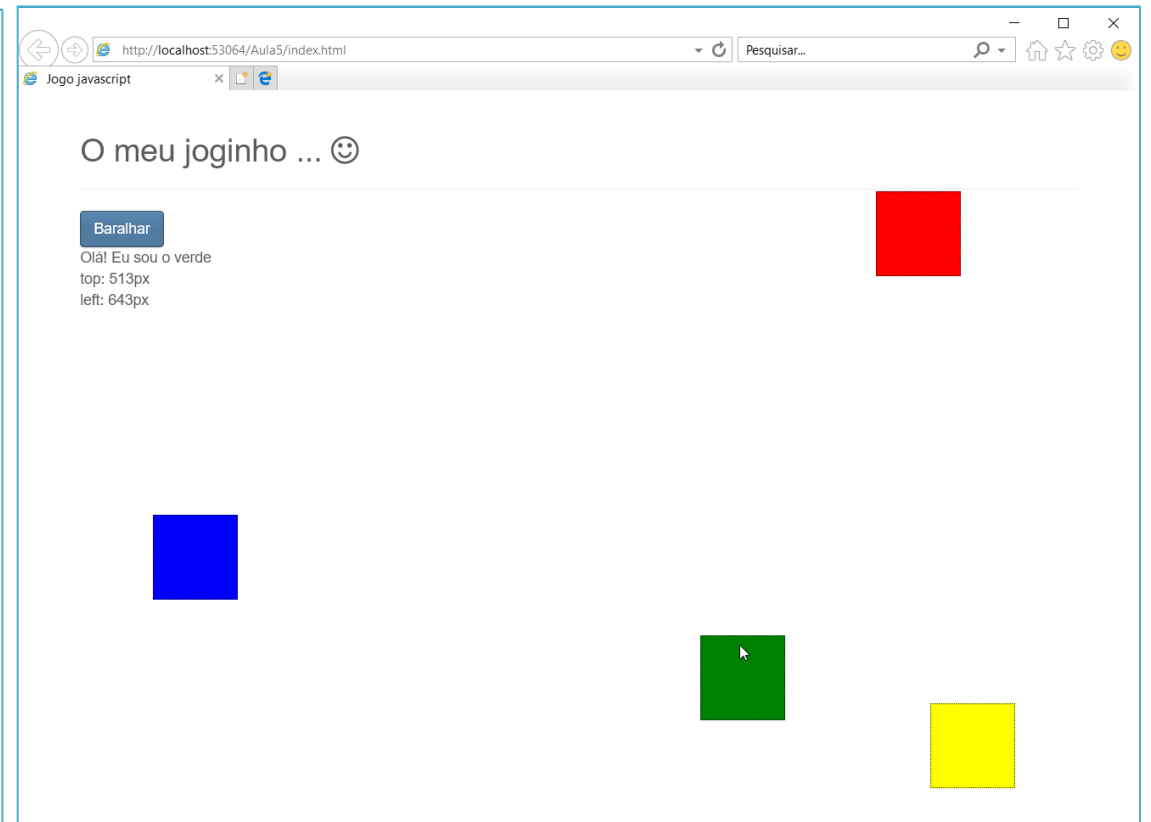 http://localhost:53064/Aula5/index.html
Pesquisar...
Jogo javascript
O meu joginho ...
Baralhar
Olá! Eu sou o verde
top: 513px
left: 643px